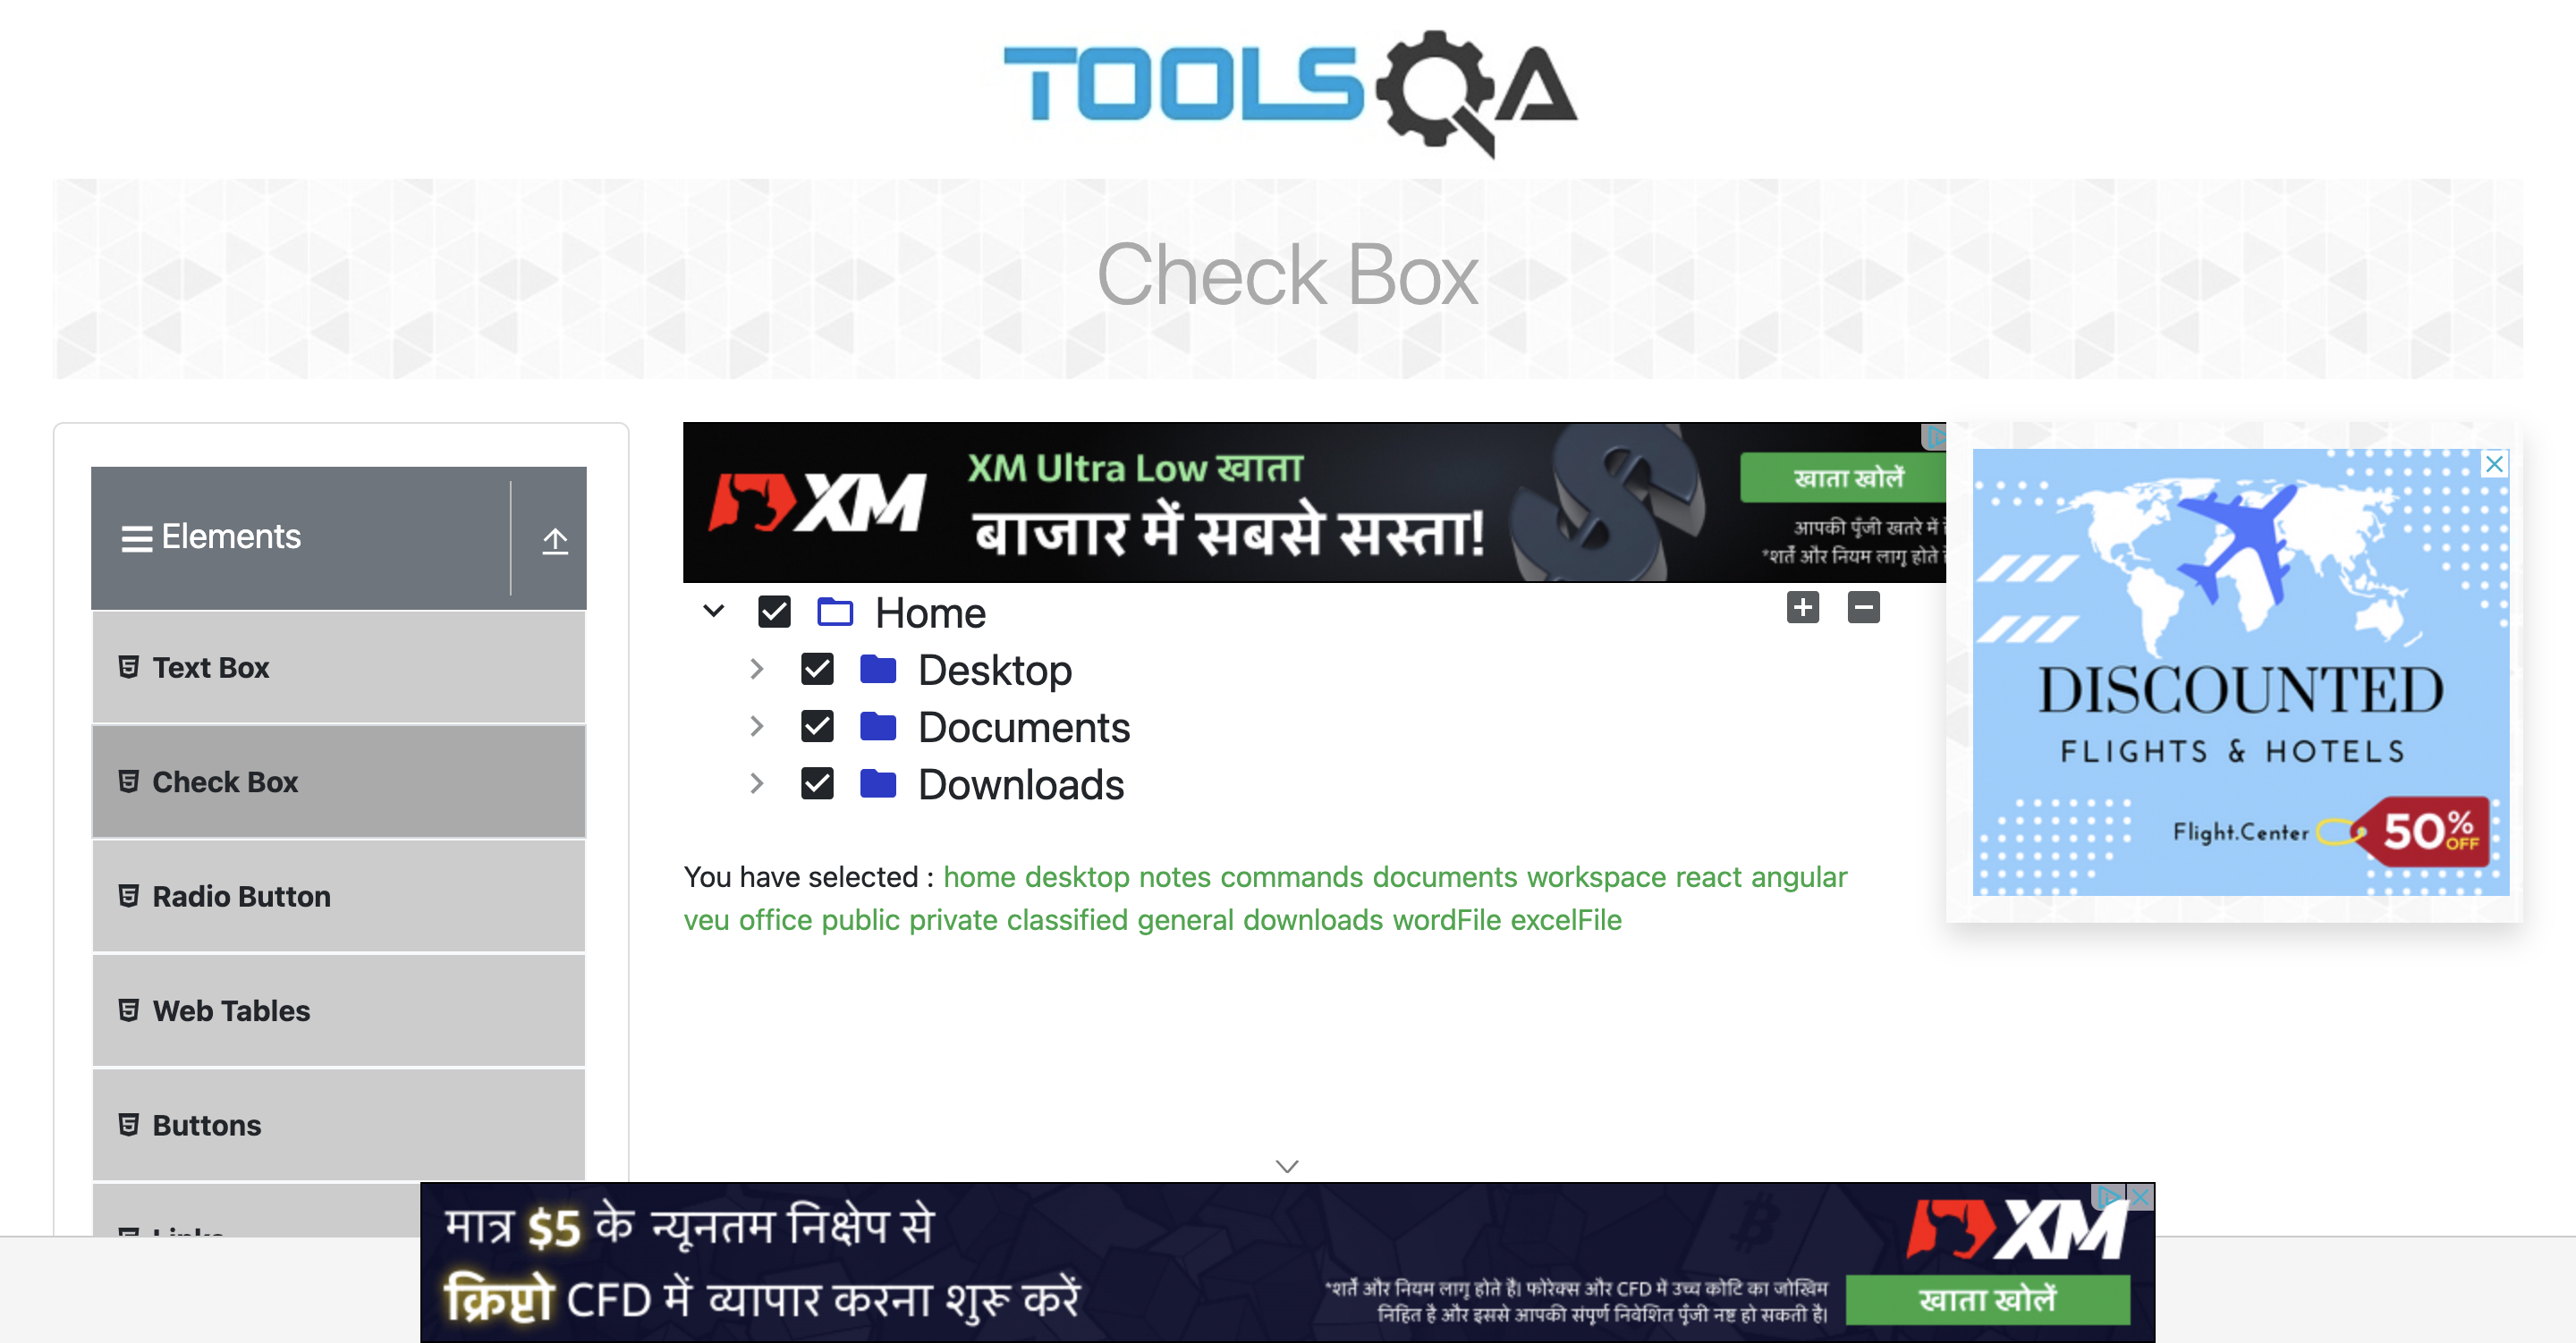 TOOLSQA
Check Box
Elements
Text Box
Check Box
Radio Button
Web Tables
Buttons
XM
XM Ultra Low खाता
बाजार में सबसे सस्ता!
खाता खोलें
आपकी पूँजी खतरे में
*शर्तें और नियम लागू होते
Home
Desktop
Documents
Downloads
You have selected : home desktop notes commands documents workspace react angular
veu office public private classified general downloads wordFile excelFile
DISCOUNTED
FLIGHTS & HOTELS
Flight.Center
50% OFF
मात्र $5 के न्यूनतम निक्षेप से
क्रिप्टो CFD में व्यापार करना शुरू करें
*शर्तें और नियम लागू होते है। फोरेक्स और CFD में उच्च कोटि का जोखिम
निहित है और इससे आपकी संपूर्ण निवेशित पूँजी नष्ट हो सकती है।
XM
खाता खोलें